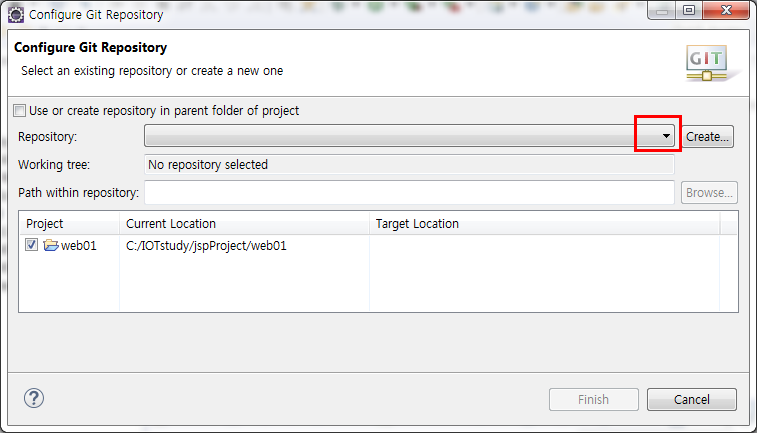 Configure Git Repository
Configure Git Repository
Select an existing repository or create a new one
GIT
Use or create repository in parent folder of project
Repository: Create...
Working tree: No repository selected
Path within repository: Browse...
Project Current Location Target Location
web01 C:/IOTstudy/jspProject/web01
? Finish Cancel